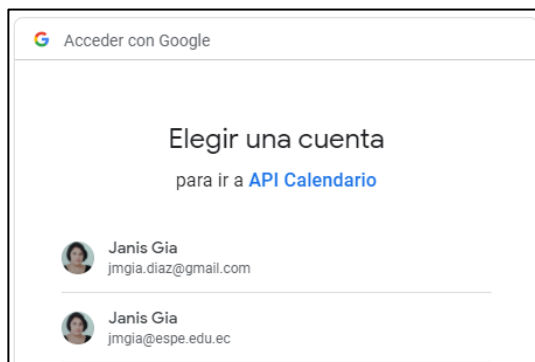 Acceder con Google
Elegir una cuenta
para ir a API Calendario
Janis Gia
jmgia.diaz@gmail.com
Janis Gia
jmgia@espe.edu.ec